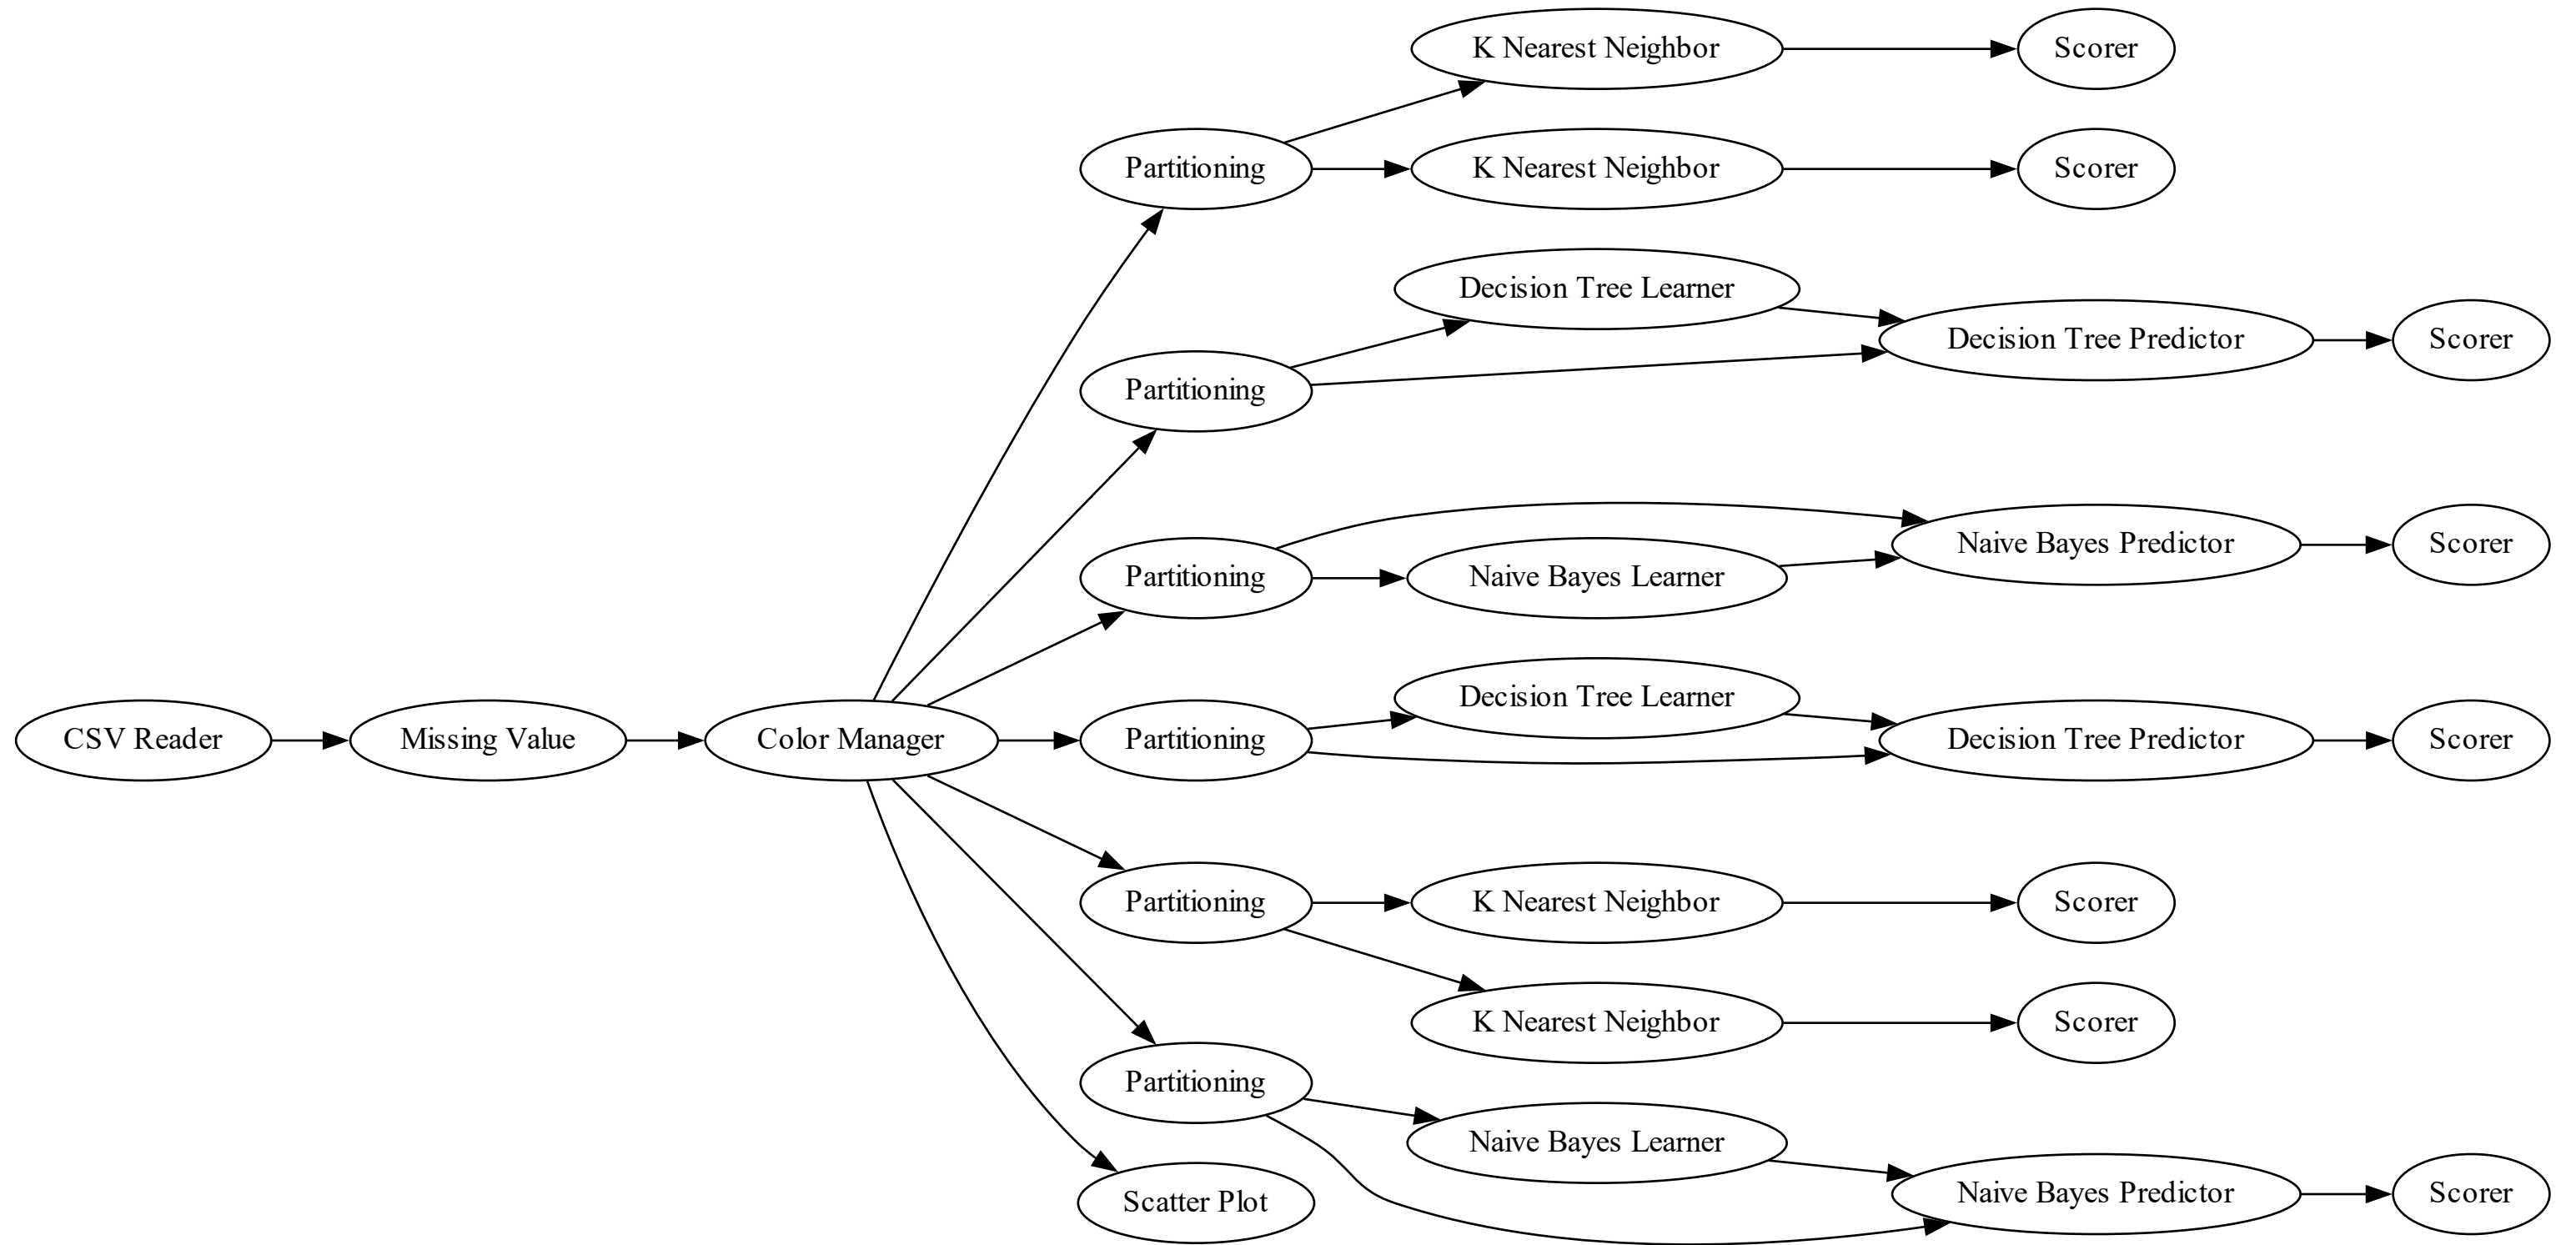 K Nearest Neighbor
Scorer
Partitioning
K Nearest Neighbor
Scorer
Decision Tree Learner
Partitioning
Decision Tree Predictor
Scorer
Partitioning
Naive Bayes Learner
Naive Bayes Predictor
Scorer
CSV Reader
Missing Value
Color Manager
Partitioning
Decision Tree Learner
Decision Tree Predictor
Scorer
Partitioning
K Nearest Neighbor
Scorer
K Nearest Neighbor
Scorer
Partitioning
Naive Bayes Learner
Naive Bayes Predictor
Scorer
Scatter Plot